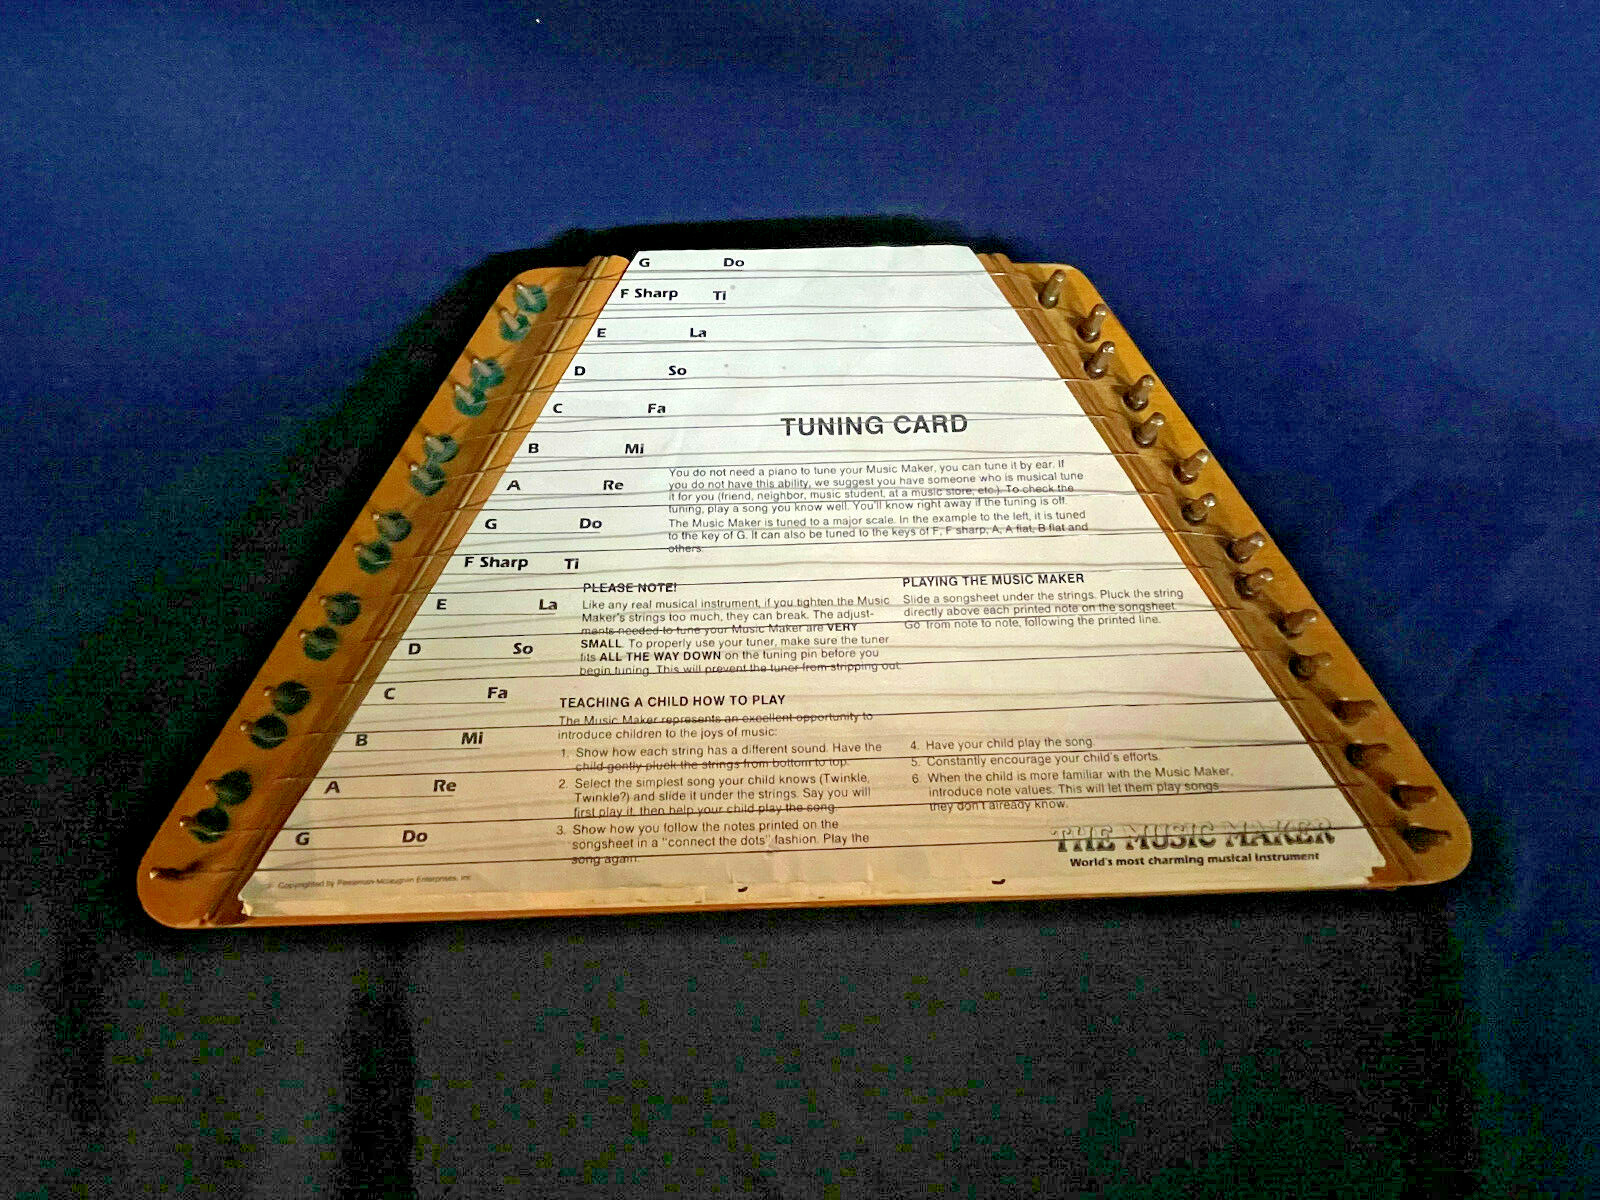 G Do
F Sharp Ti
E La
D So
C Fa
B Mi
A Re
G Do
F Sharp Ti
E La
D So
C Fa
B Mi
A Re
G Do
TUNING CARD
You do not need a piano to tune your Music Maker, you can tune it by ear. If
you do not have this ability, we suggest you have someone who is musical tune
it for you (friend, neighbor, music student, at a music store, etc.). To check the
tuning, play a song you know well. You'll know right away if the tuning is off.
The Music Maker is tuned to a major scale. In the example to the left, it is tuned
to the key of G. It can also be tuned to the keys of F, F sharp, A, A flat, B flat and
others.
PLEASE NOTE!
Like any real musical instrument, if you tighten the Music
Maker's strings too much, they can break. The adjust-
ments needed to tune your Music Maker are VERY
SMALL. To properly use your tuner, make sure the tuner
fits ALL THE WAY DOWN on the tuning pin before you
begin tuning. This will prevent the tuner from stripping out.
PLAYING THE MUSIC MAKER
Slide a songsheet under the strings. Pluck the string
directly above each printed note on the songsheet.
Go from note to note, following the printed line.
TEACHING A CHILD HOW TO PLAY
The Music Maker represents an excellent opportunity to
introduce children to the joys of music:
1. Show how each string has a different sound. Have the
child gently pluck the strings from bottom to top.
2. Select the simplest song your child knows (Twinkle,
Twinkle?) and slide it under the strings. Say you will
first play it, then help your child play the song.
3. Show how you follow the notes printed on the
songsheet in a "connect the dots" fashion. Play the
song again.
4. Have your child play the song.
5. Constantly encourage your child's efforts.
6. When the child is more familiar with the Music Maker,
introduce note values. This will let them play songs
they don't already know.
THE MUSIC MAKER
World's most charming musical instrument
Copyrighted by Enterprises, Inc.